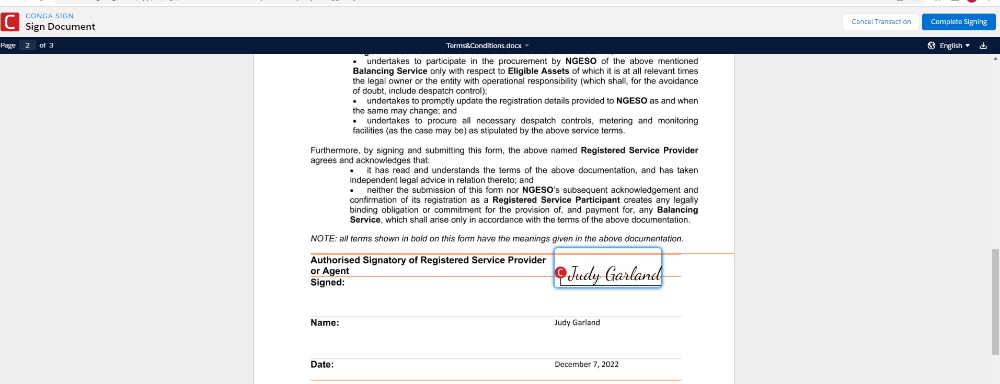 CONGA SIGN
Sign Document
Cancel Transaction
Complete Signing
Page 2 of 3
Terms&Conditions.docx
English
• undertakes to participate in the procurement by NGESO of the above mentioned
Balancing Service only with respect to Eligible Assets of which it is at all relevant times
the legal owner or the entity with operational responsibility (which shall, for the avoidance
of doubt, include despatch control);
• undertakes to promptly update the registration details provided to NGESO as and when
the same may change; and
• undertakes to procure all necessary despatch controls, metering and monitoring
facilities (as the case may be) as stipulated by the above service terms.
Furthermore, by signing and submitting this form, the above named Registered Service Provider
agrees and acknowledges that:
• it has read and understands the terms of the above documentation, and has taken
independent legal advice in relation thereto; and
• neither the submission of this form nor NGESO's subsequent acknowledgement and
confirmation of its registration as a Registered Service Participant creates any legally
binding obligation or commitment for the provision of, and payment for, any Balancing
Service, which shall arise only in accordance with the terms of the above documentation.
NOTE: all terms shown in bold on this form have the meanings given in the above documentation.
Authorised Signatory of Registered Service Provider
or Agent
Signed:
C Judy Garland
Name:
Judy Garland
Date:
December 7, 2022